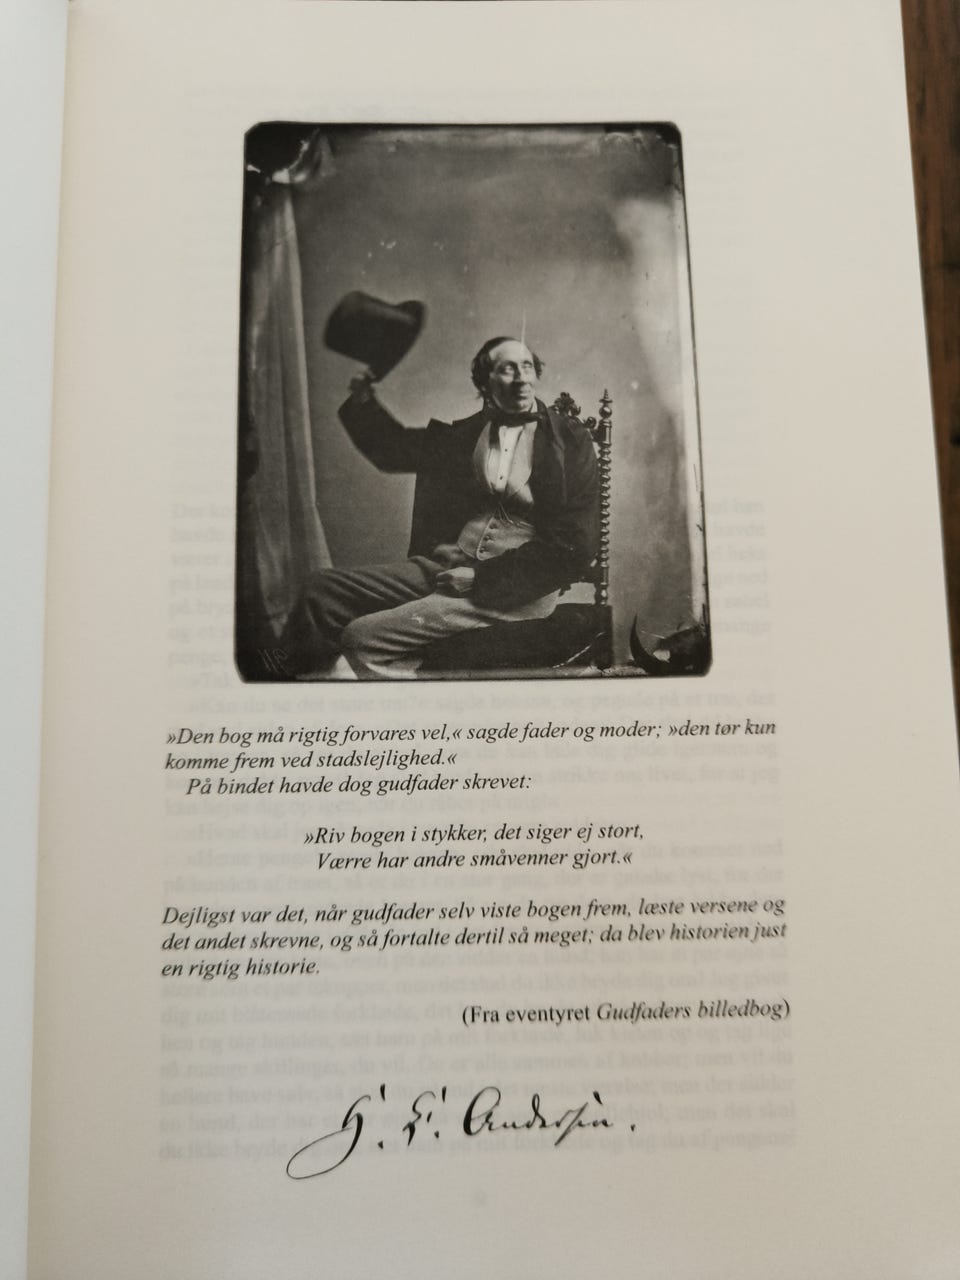 »Den bog må rigtig forvares vel,« sagde fader og moder; »den tør kun
komme frem ved stadslejlighed.«
På bindet havde dog gudfader skrevet:
»Riv bogen i stykker, det siger ej stort,
Værre har andre småvenner gjort.«
Dejligst var det, når gudfader selv viste bogen frem, læste versene og
det andet skrevne, og så fortalte dertil så meget; da blev historien just
en rigtig historie.
(Fra eventyret Gudfaders billedbog)
H. C. Andersen.